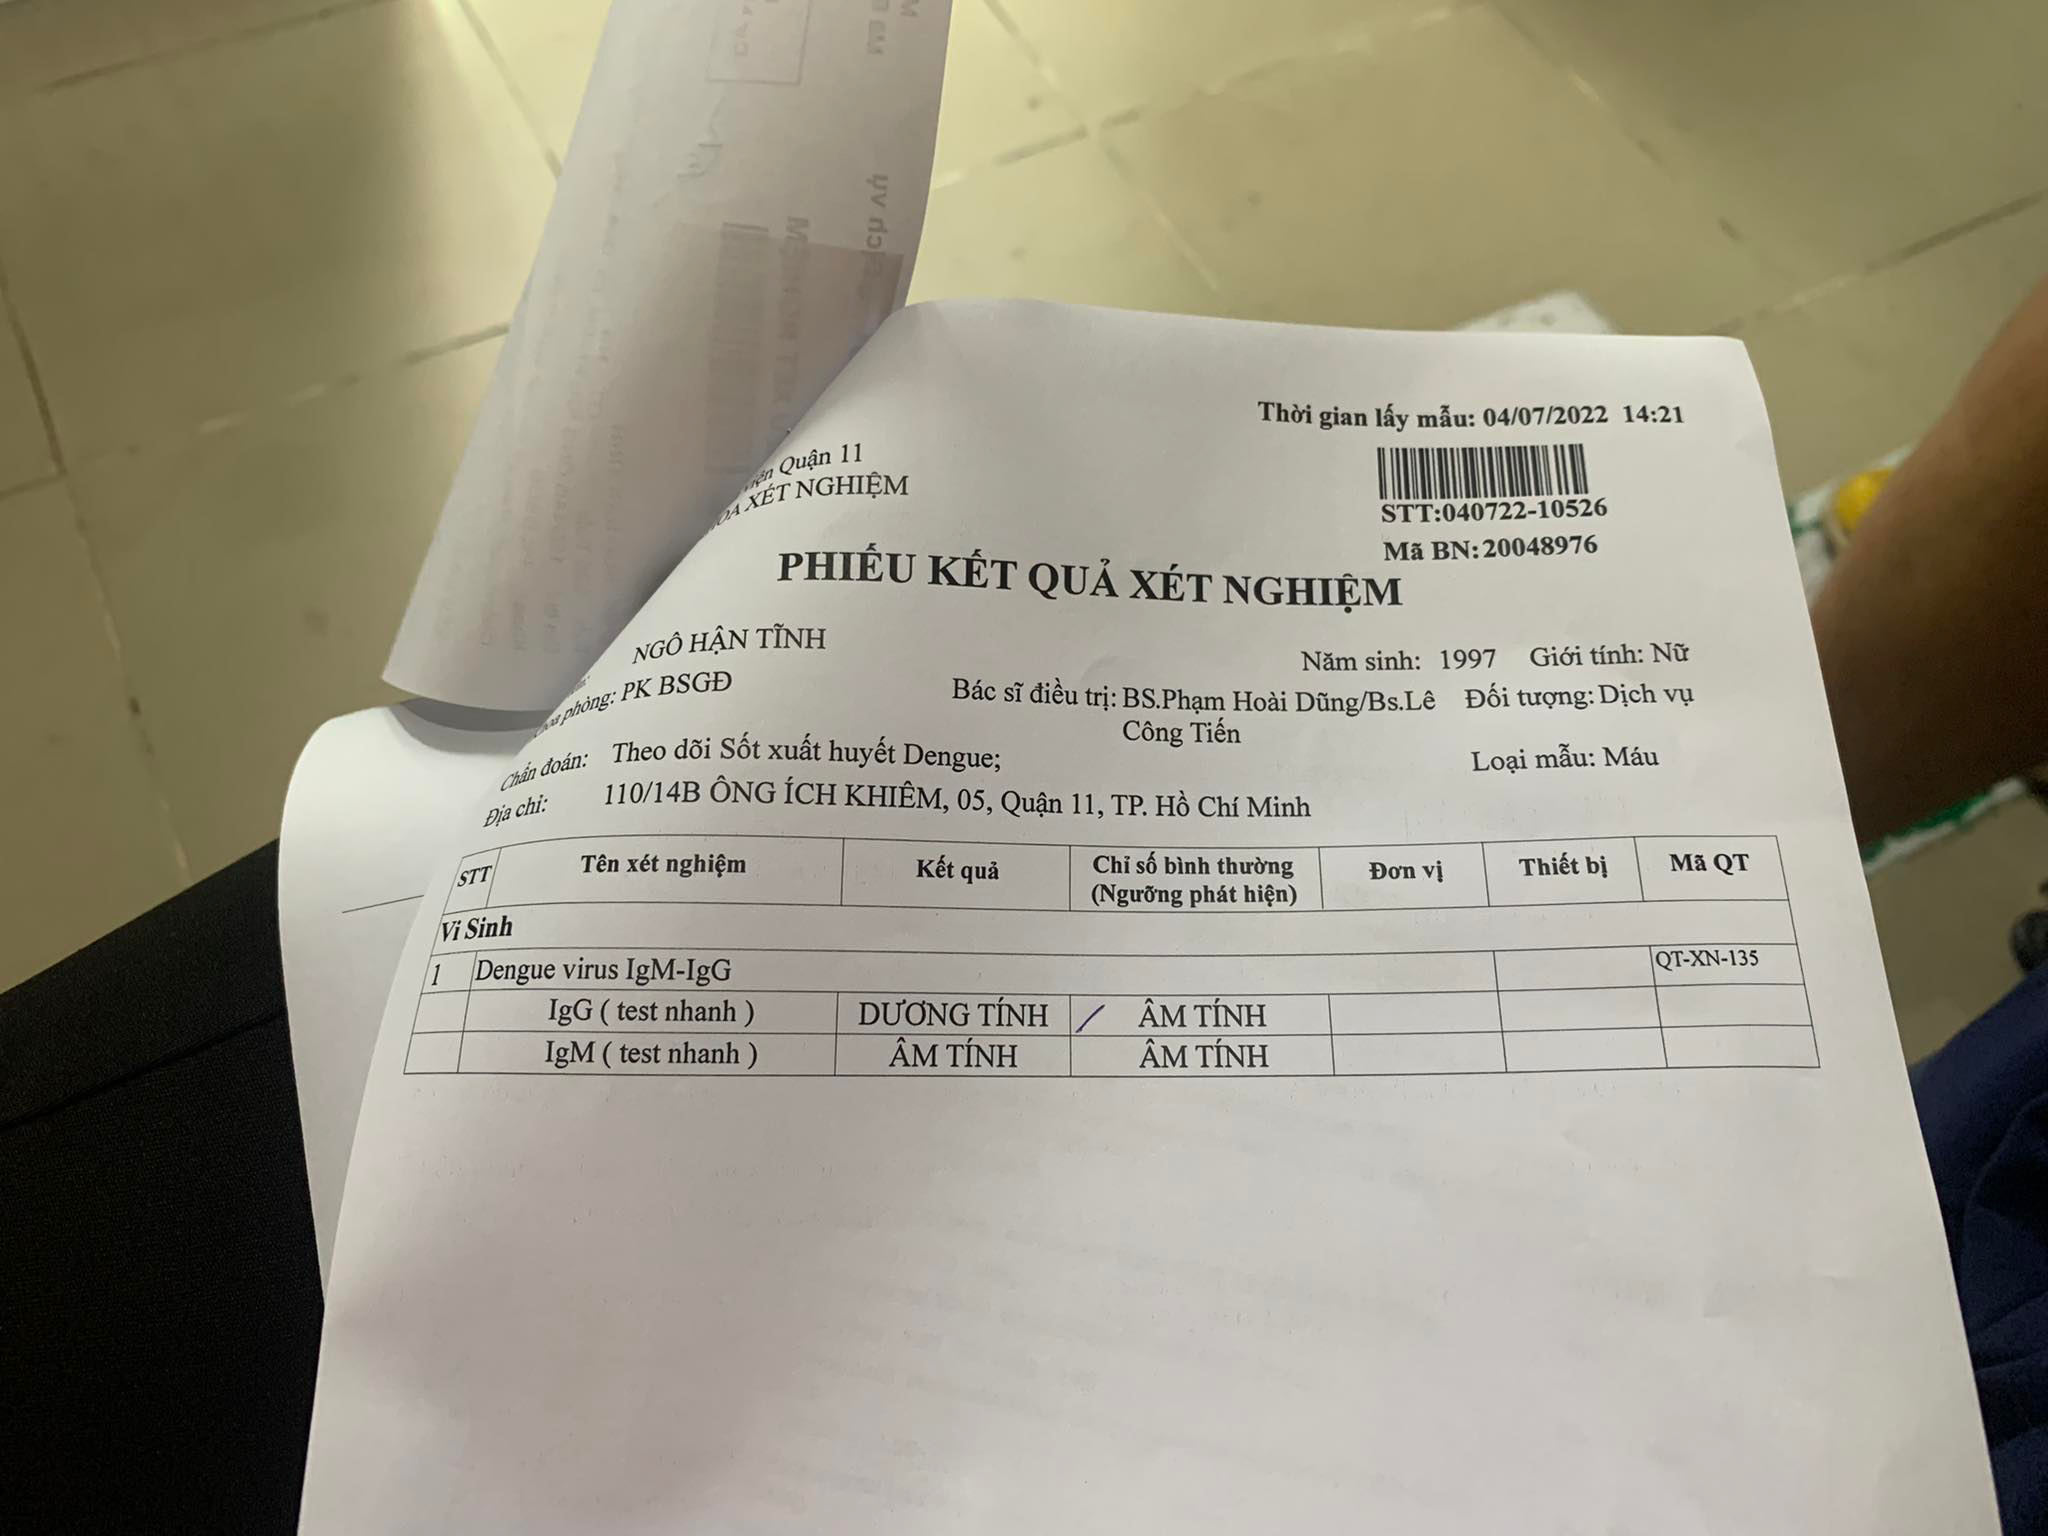 Thời gian lấy mẫu: 04/07/2022 14:21
Quận 11
XÉT NGHIỆM
STT:040722-10526
Mã BN: 20048976
PHIẾU KẾT QUẢ XÉT NGHIỆM
NGÔ HẬN TĨNH
Năm sinh: 1997 Giới tính: Nữ
phòng: PK BSGĐ
Bác sĩ điều trị: BS.Phạm Hoài Dũng/Bs.Lê Công Tiến
Đối tượng: Dịch vụ
Chẩn đoán: Theo dõi Sốt xuất huyết Dengue;
Loại mẫu: Máu
Địa chỉ: 110/14B ÔNG ÍCH KHIÊM, 05, Quận 11, TP. Hồ Chí Minh
STT Tên xét nghiệm Kết quả Chỉ số bình thường (Ngưỡng phát hiện) Đơn vị Thiết bị Mã QT
Vi Sinh
1 Dengue virus IgM-IgG QT-XN-135
IgG ( test nhanh ) DƯƠNG TÍNH / ÂM TÍNH
IgM ( test nhanh ) ÂM TÍNH ÂM TÍNH